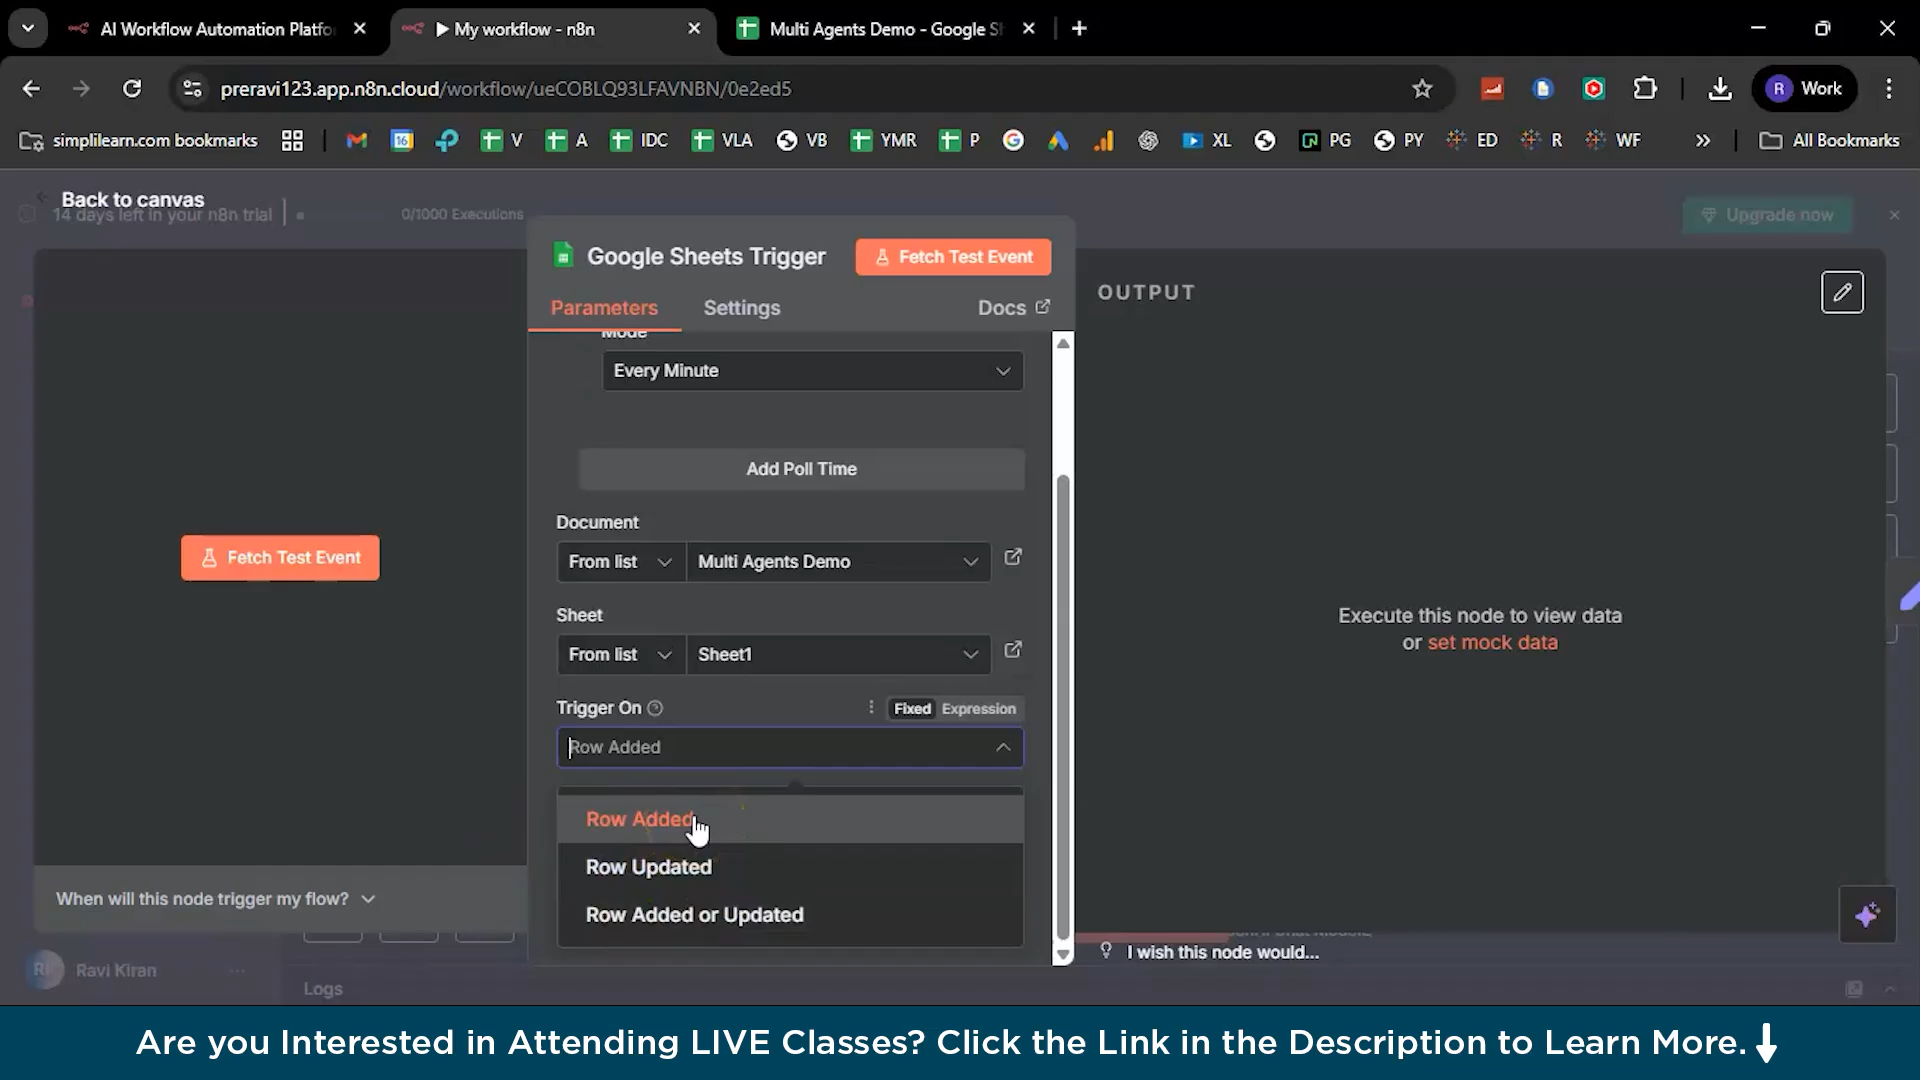 AI Workflow Automation Platfo
▶ My workflow - n8n
Multi Agents Demo - Google Sh
preravi123.app.n8n.cloud/workflow/ueCOBLQ93LFAVNBN/0e2ed5
R Work
simplilearn.com bookmarks
V
A
IDC
VLA
VB
YMR
P
XL
PG
PY
ED
R
WF
All Bookmarks
Back to canvas
14 days left in your n8n trial
0/1000 Executions
Upgrade now
Google Sheets Trigger
Fetch Test Event
Parameters
Settings
Docs
OUTPUT
Mode
Every Minute
Add Poll Time
Document
From list
Multi Agents Demo
Fetch Test Event
Sheet
From list
Sheet1
Execute this node to view data
or set mock data
Trigger On
Fixed Expression
Row Added
Row Added
Row Updated
Row Added or Updated
When will this node trigger my flow?
I wish this node would...
Ravi Kiran
Logs
Are you Interested in Attending LIVE Classes? Click the Link in the Description to Learn More.